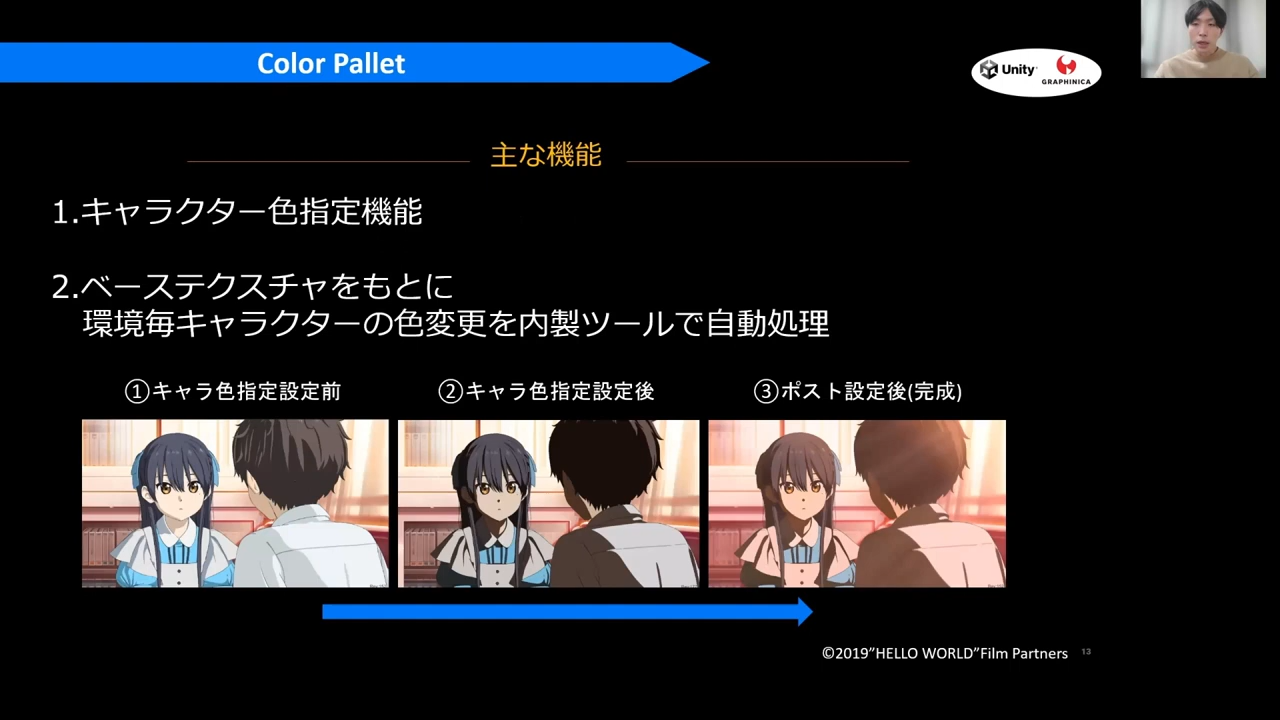 Color Pallet
Unity
GRAPHINICA
主な機能
1.キャラクター色指定機能
2.ベーステクスチャをもとに
環境毎キャラクターの色変更を内製ツールで自動処理
①キャラ色指定設定前
②キャラ色指定設定後
③ポスト設定後(完成)
©2019”HELLO WORLD”Film Partners
13